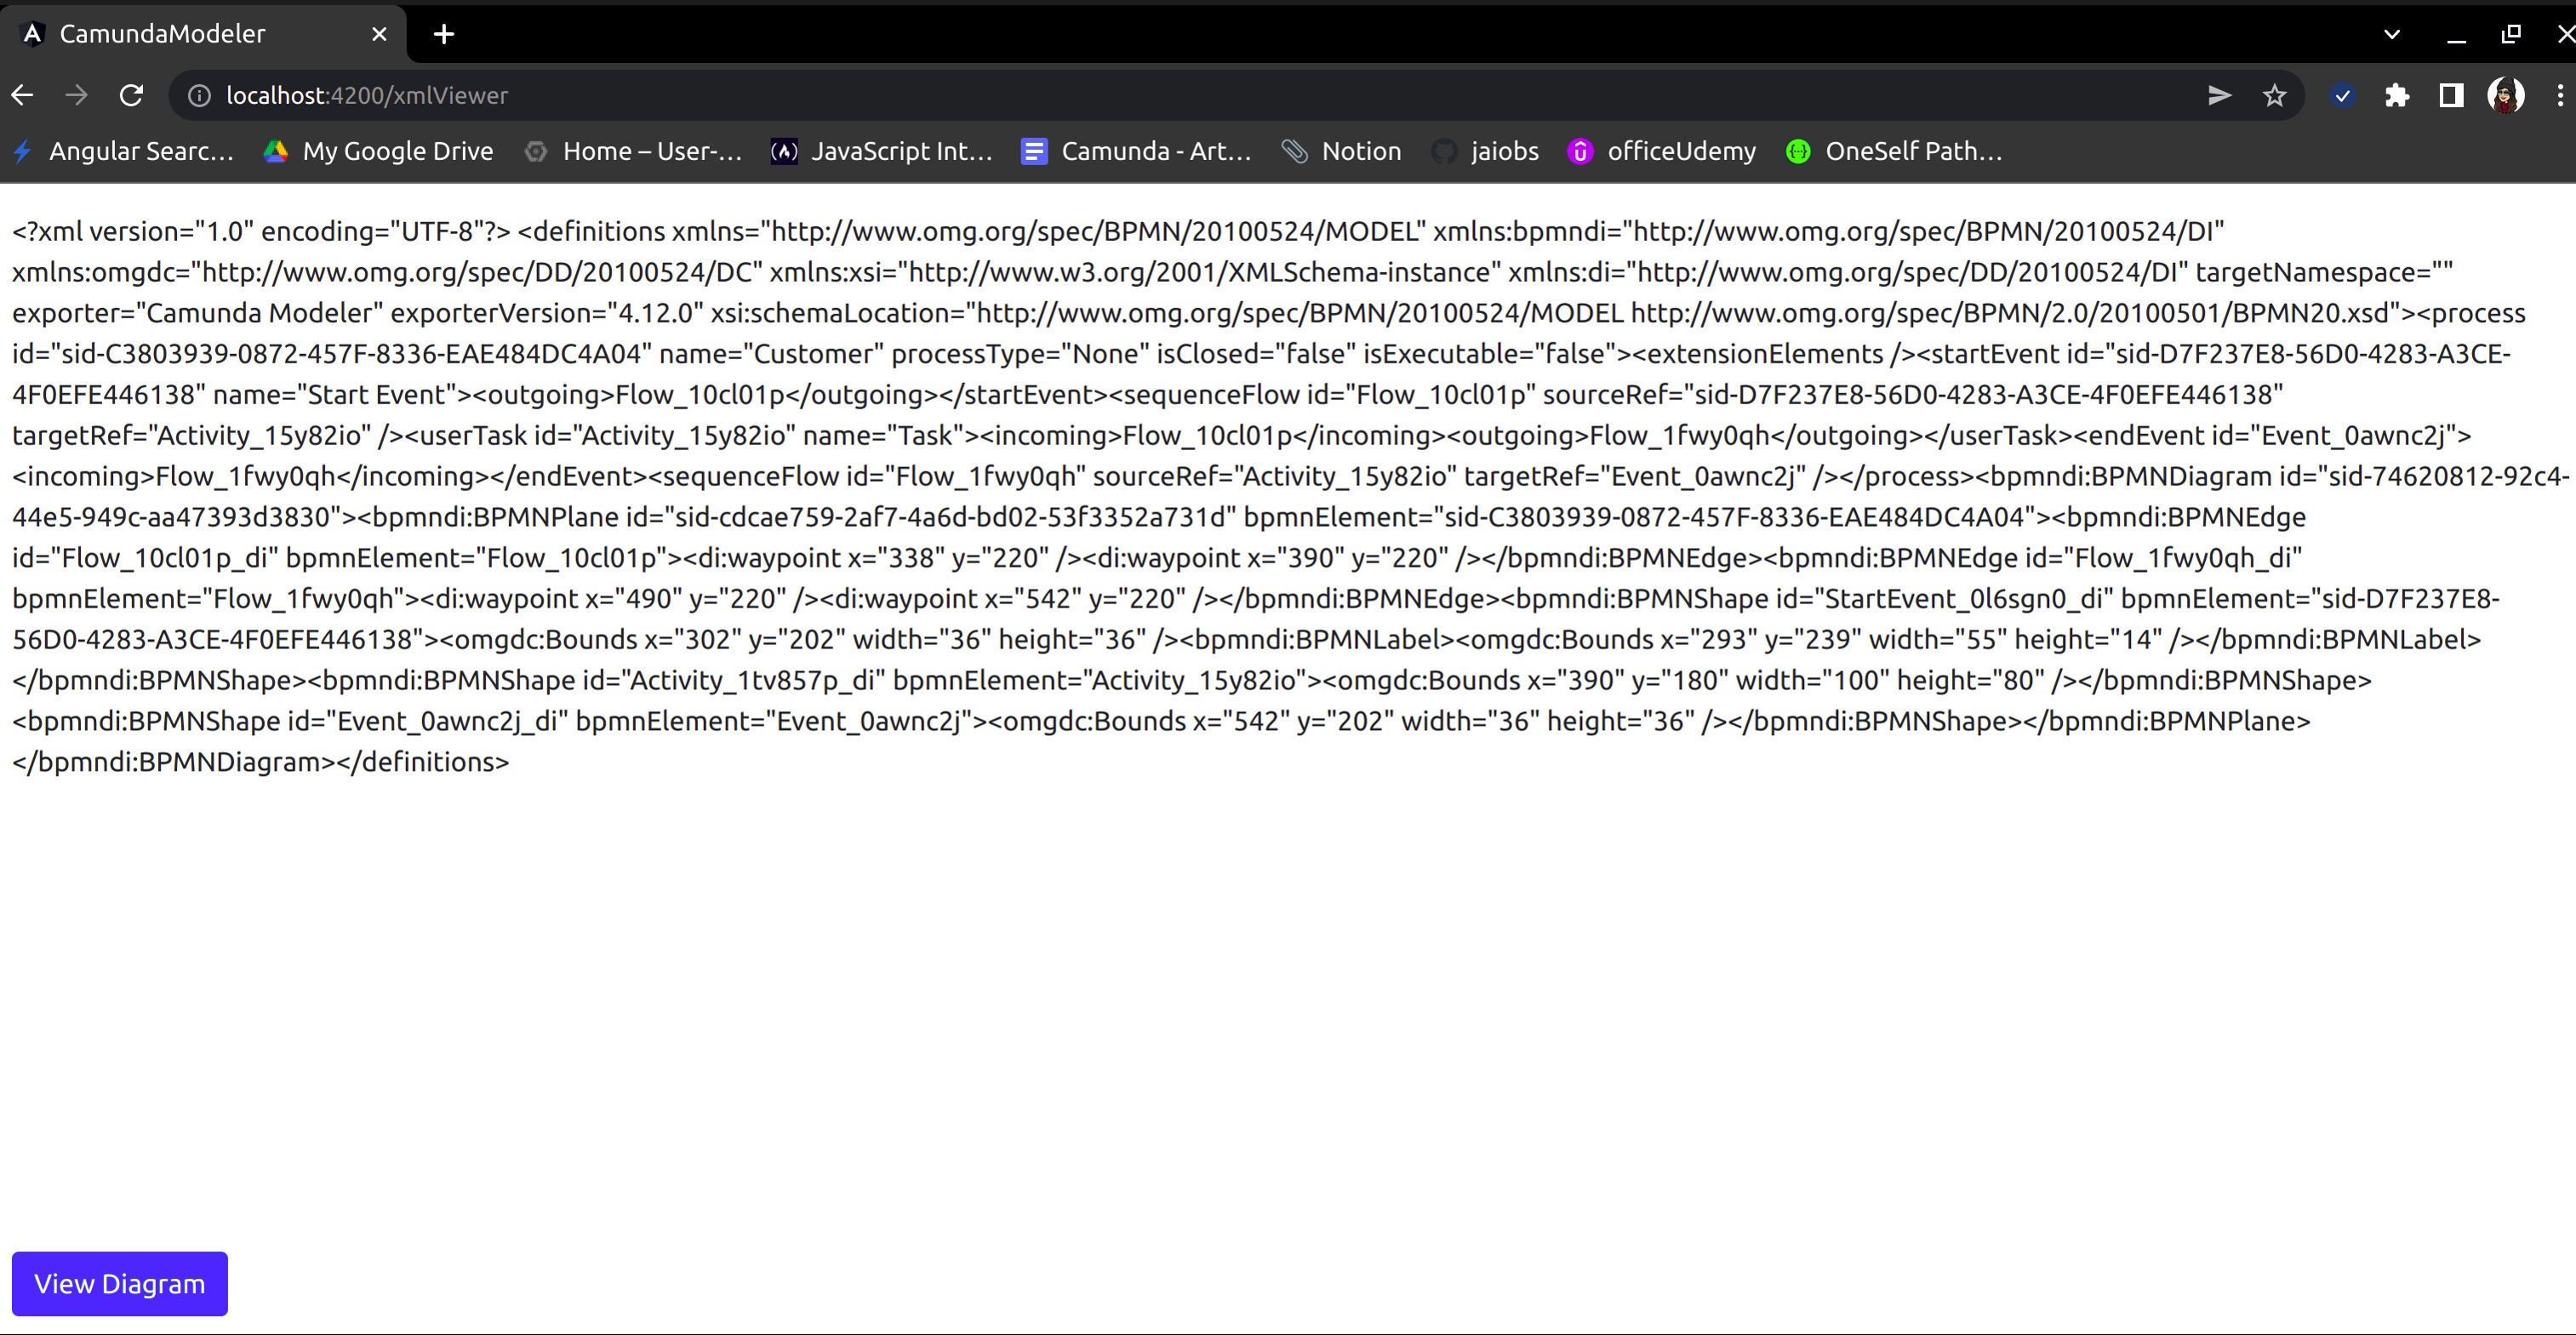 CamundaModeler
localhost:4200/xmlViewer
Angular Searc... My Google Drive Home – User-... JavaScript Int... Camunda - Art... Notion jaiobs officeUdemy OneSelf Path...
<?xml version="1.0" encoding="UTF-8"?> <definitions xmlns="http://www.omg.org/spec/BPMN/20100524/MODEL" xmlns:bpmndi="http://www.omg.org/spec/BPMN/20100524/DI"
xmlns:omgdc="http://www.omg.org/spec/DD/20100524/DC" xmlns:xsi="http://www.w3.org/2001/XMLSchema-instance" xmlns:di="http://www.omg.org/spec/DD/20100524/DI" targetNamespace=""
exporter="Camunda Modeler" exporterVersion="4.12.0" xsi:schemaLocation="http://www.omg.org/spec/BPMN/20100524/MODEL http://www.omg.org/spec/BPMN/2.0/20100501/BPMN20.xsd"><process
id="sid-C3803939-0872-457F-8336-EAE484DC4A04" name="Customer" processType="None" isClosed="false" isExecutable="false"><extensionElements /><startEvent id="sid-D7F237E8-56D0-4283-A3CE-
4F0EFE446138" name="Start Event"><outgoing>Flow_10cl01p</outgoing></startEvent><sequenceFlow id="Flow_10cl01p" sourceRef="sid-D7F237E8-56D0-4283-A3CE-4F0EFE446138"
targetRef="Activity_15y82io" /><userTask id="Activity_15y82io" name="Task"><incoming>Flow_10cl01p</incoming><outgoing>Flow_1fwy0qh</outgoing></userTask><endEvent id="Event_0awnc2j">
<incoming>Flow_1fwy0qh</incoming></endEvent><sequenceFlow id="Flow_1fwy0qh" sourceRef="Activity_15y82io" targetRef="Event_0awnc2j" /></process><bpmndi:BPMNDiagram id="sid-74620812-92c4-
44e5-949c-aa47393d3830"><bpmndi:BPMNPlane id="sid-cdcae759-2af7-4a6d-bd02-53f3352a731d" bpmnElement="sid-C3803939-0872-457F-8336-EAE484DC4A04"><bpmndi:BPMNEdge
id="Flow_10cl01p_di" bpmnElement="Flow_10cl01p"><di:waypoint x="338" y="220" /><di:waypoint x="390" y="220" /></bpmndi:BPMNEdge><bpmndi:BPMNEdge id="Flow_1fwy0qh_di"
bpmnElement="Flow_1fwy0qh"><di:waypoint x="490" y="220" /><di:waypoint x="542" y="220" /></bpmndi:BPMNEdge><bpmndi:BPMNShape id="StartEvent_0l6sgn0_di" bpmnElement="sid-D7F237E8-
56D0-4283-A3CE-4F0EFE446138"><omgdc:Bounds x="302" y="202" width="36" height="36" /><bpmndi:BPMNLabel><omgdc:Bounds x="293" y="239" width="55" height="14" /></bpmndi:BPMNLabel>
</bpmndi:BPMNShape><bpmndi:BPMNShape id="Activity_1tv857p_di" bpmnElement="Activity_15y82io"><omgdc:Bounds x="390" y="180" width="100" height="80" /></bpmndi:BPMNShape>
<bpmndi:BPMNShape id="Event_0awnc2j_di" bpmnElement="Event_0awnc2j"><omgdc:Bounds x="542" y="202" width="36" height="36" /></bpmndi:BPMNShape></bpmndi:BPMNPlane>
</bpmndi:BPMNDiagram></definitions>
View Diagram